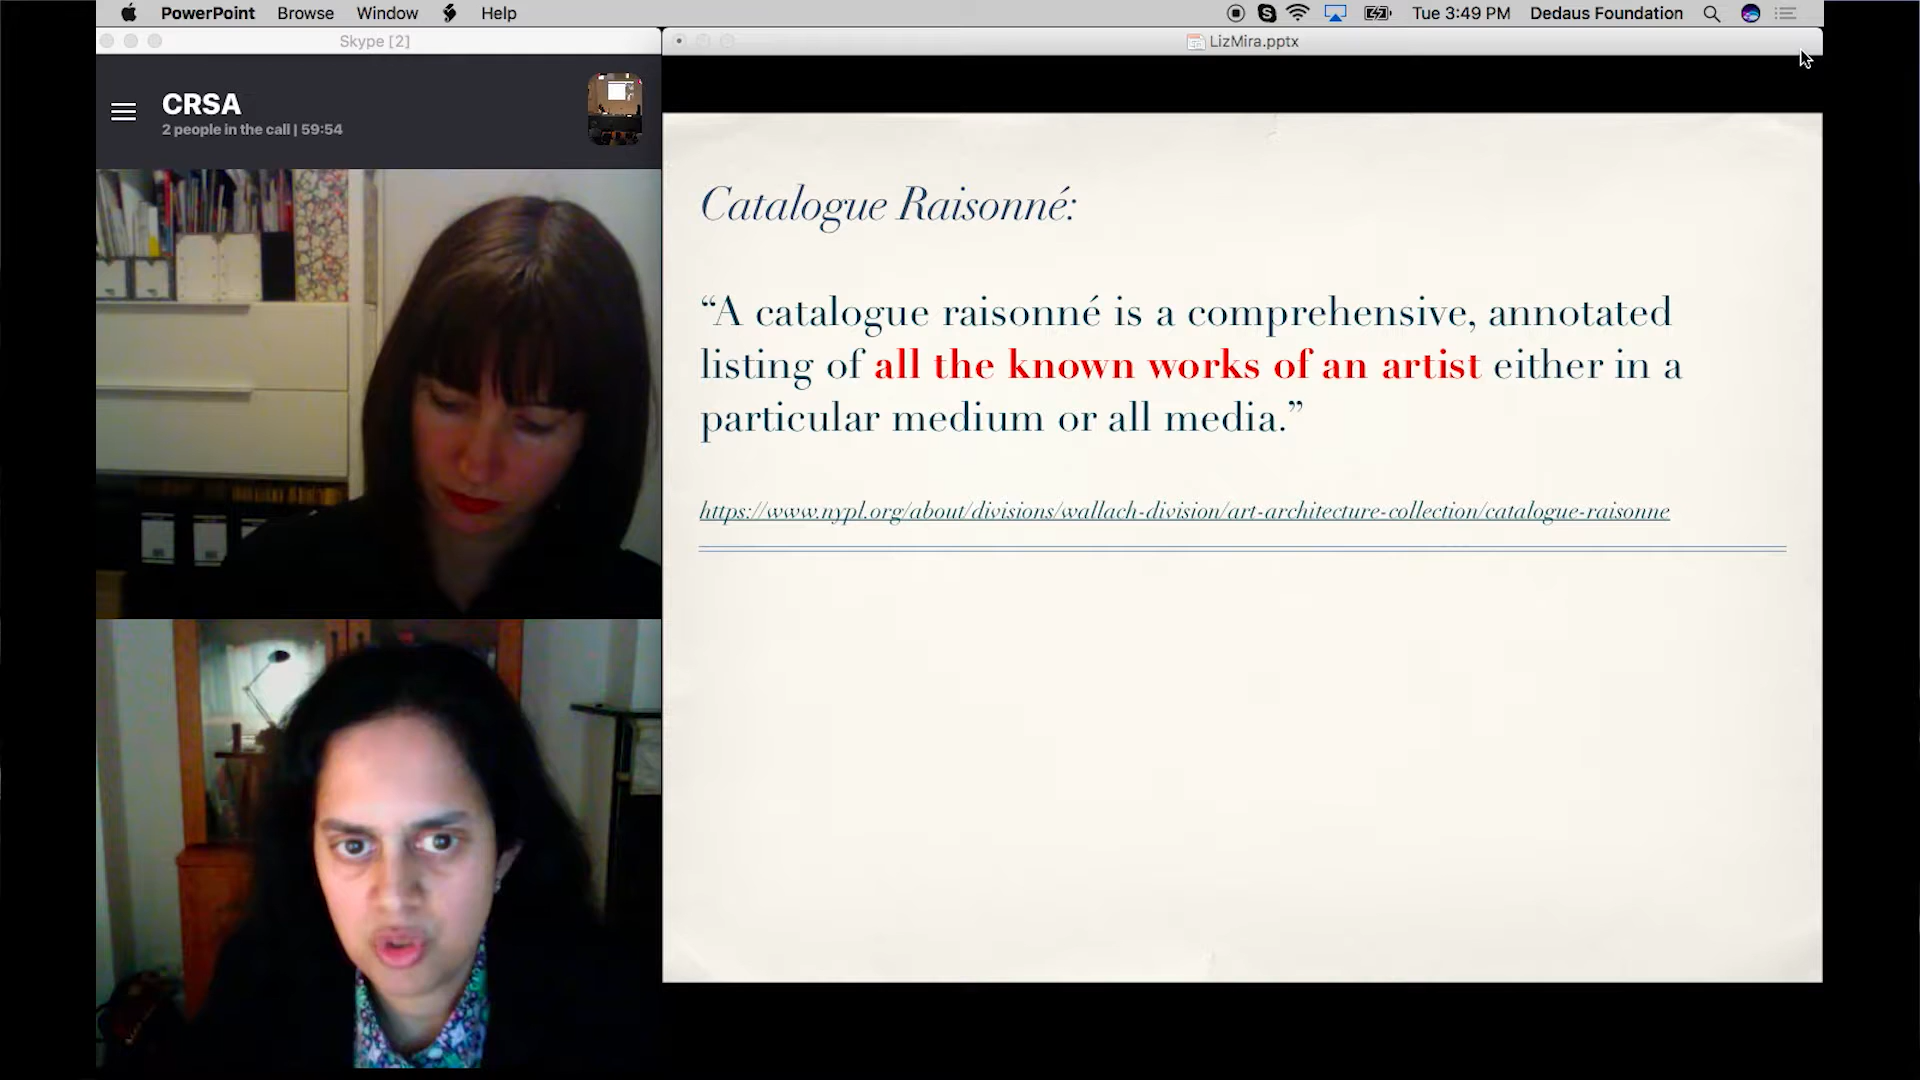 PowerPoint Browse Window Help
Tue 3:49 PM Dedaus Foundation
Skype [2]
LizMira.pptx
CRSA
2 people in the call | 59:54
Catalogue Raisonné:
“A catalogue raisonné is a comprehensive, annotated
listing of all the known works of an artist either in a
particular medium or all media.”
https://www.nypl.org/about/divisions/wallach-division/art-architecture-collection/catalogue-raisonne